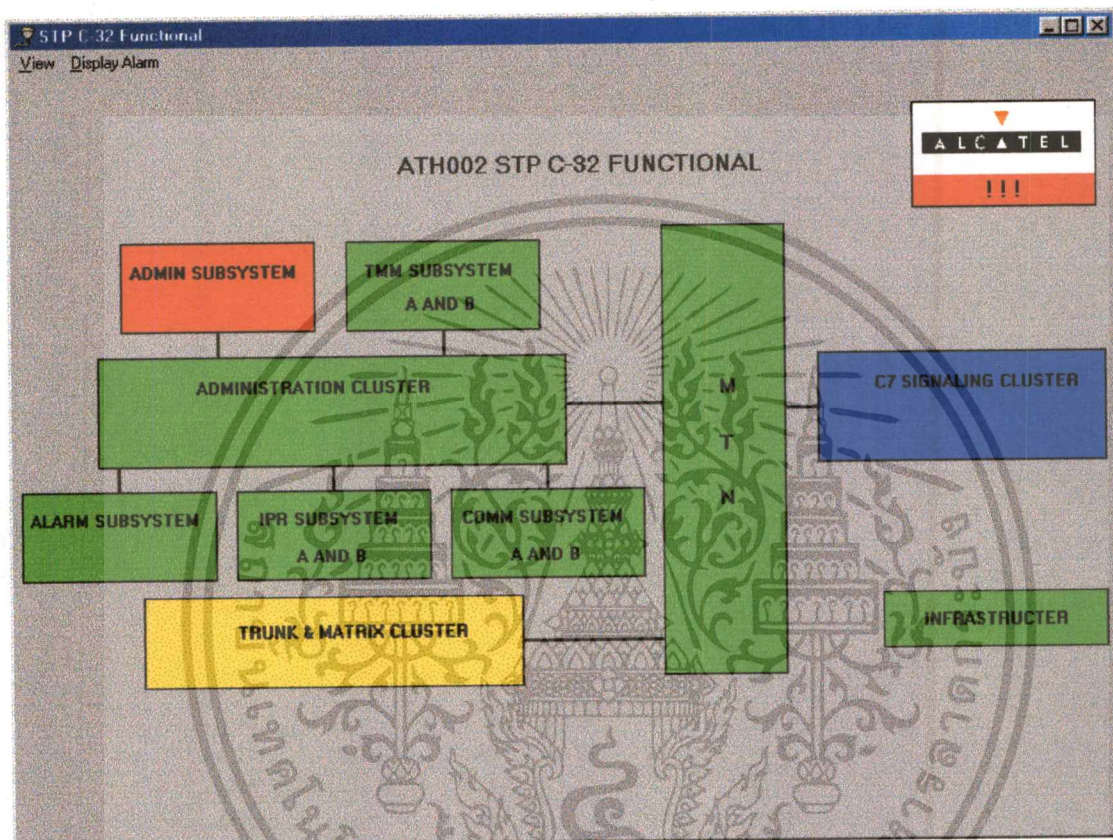 STP C-32 Functional
View Display Alarm
ALCATEL
!!!
ATH002 STP C-32 FUNCTIONAL
ADMIN SUBSYSTEM
TMM SUBSYSTEM
A AND B
ADMINISTRATION CLUSTER
M
T
N
C7 SIGNALING CLUSTER
ALARM SUBSYSTEM
IPR SUBSYSTEM
A AND B
COMM SUBSYSTEM
A AND B
TRUNK & MATRIX CLUSTER
INFRASTRUCTER